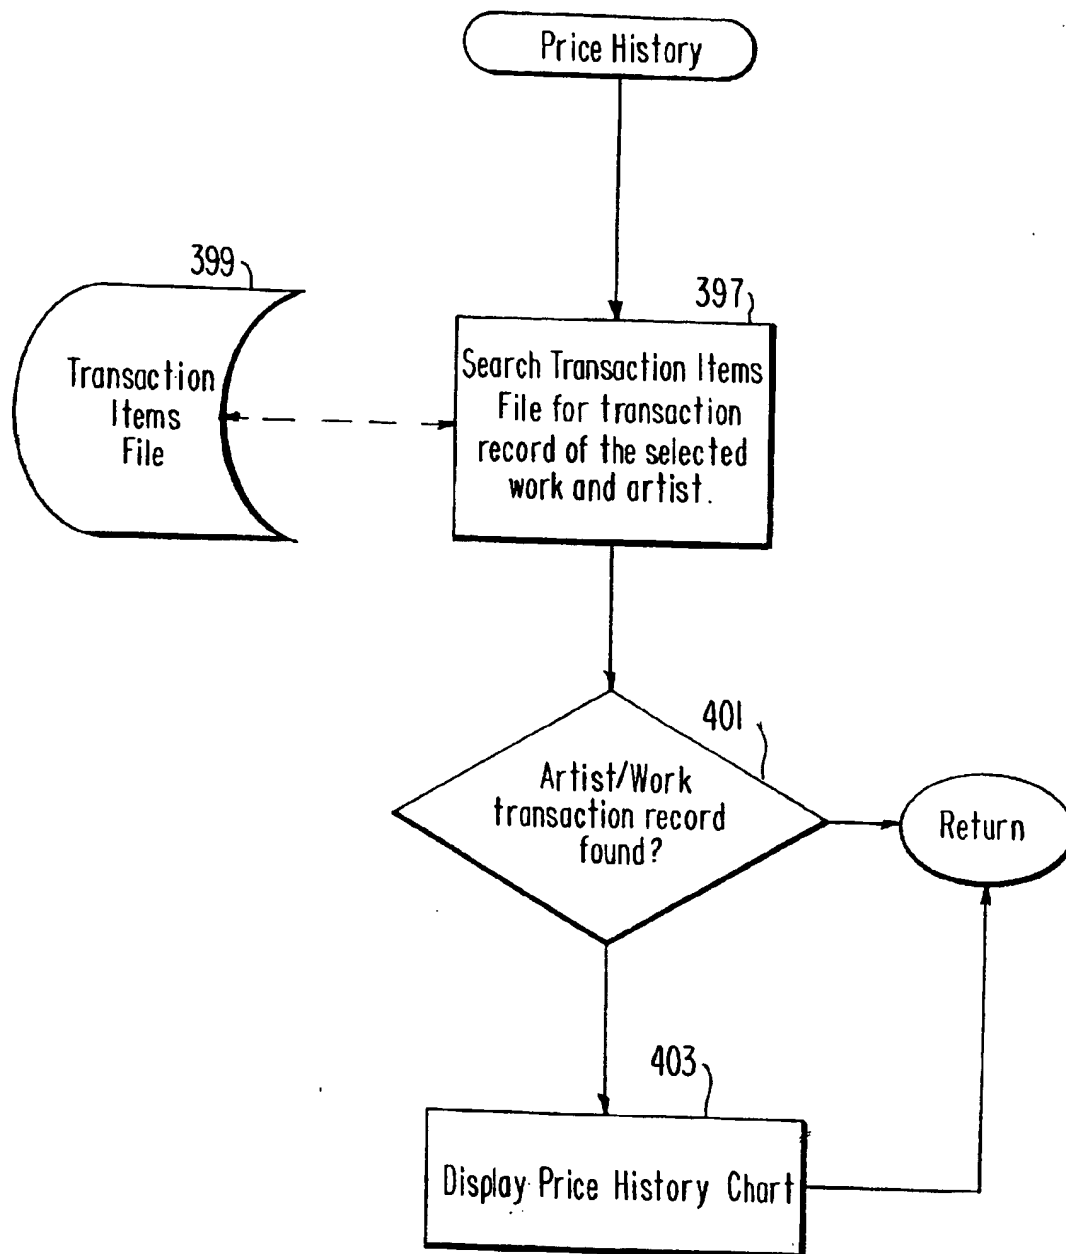 Price History
399
Transaction
Items
File
397
Search Transaction Items
File for transaction
record of the selected
work and artist.
401
Artist/Work
transaction record
found?
Return
403
Display Price History Chart